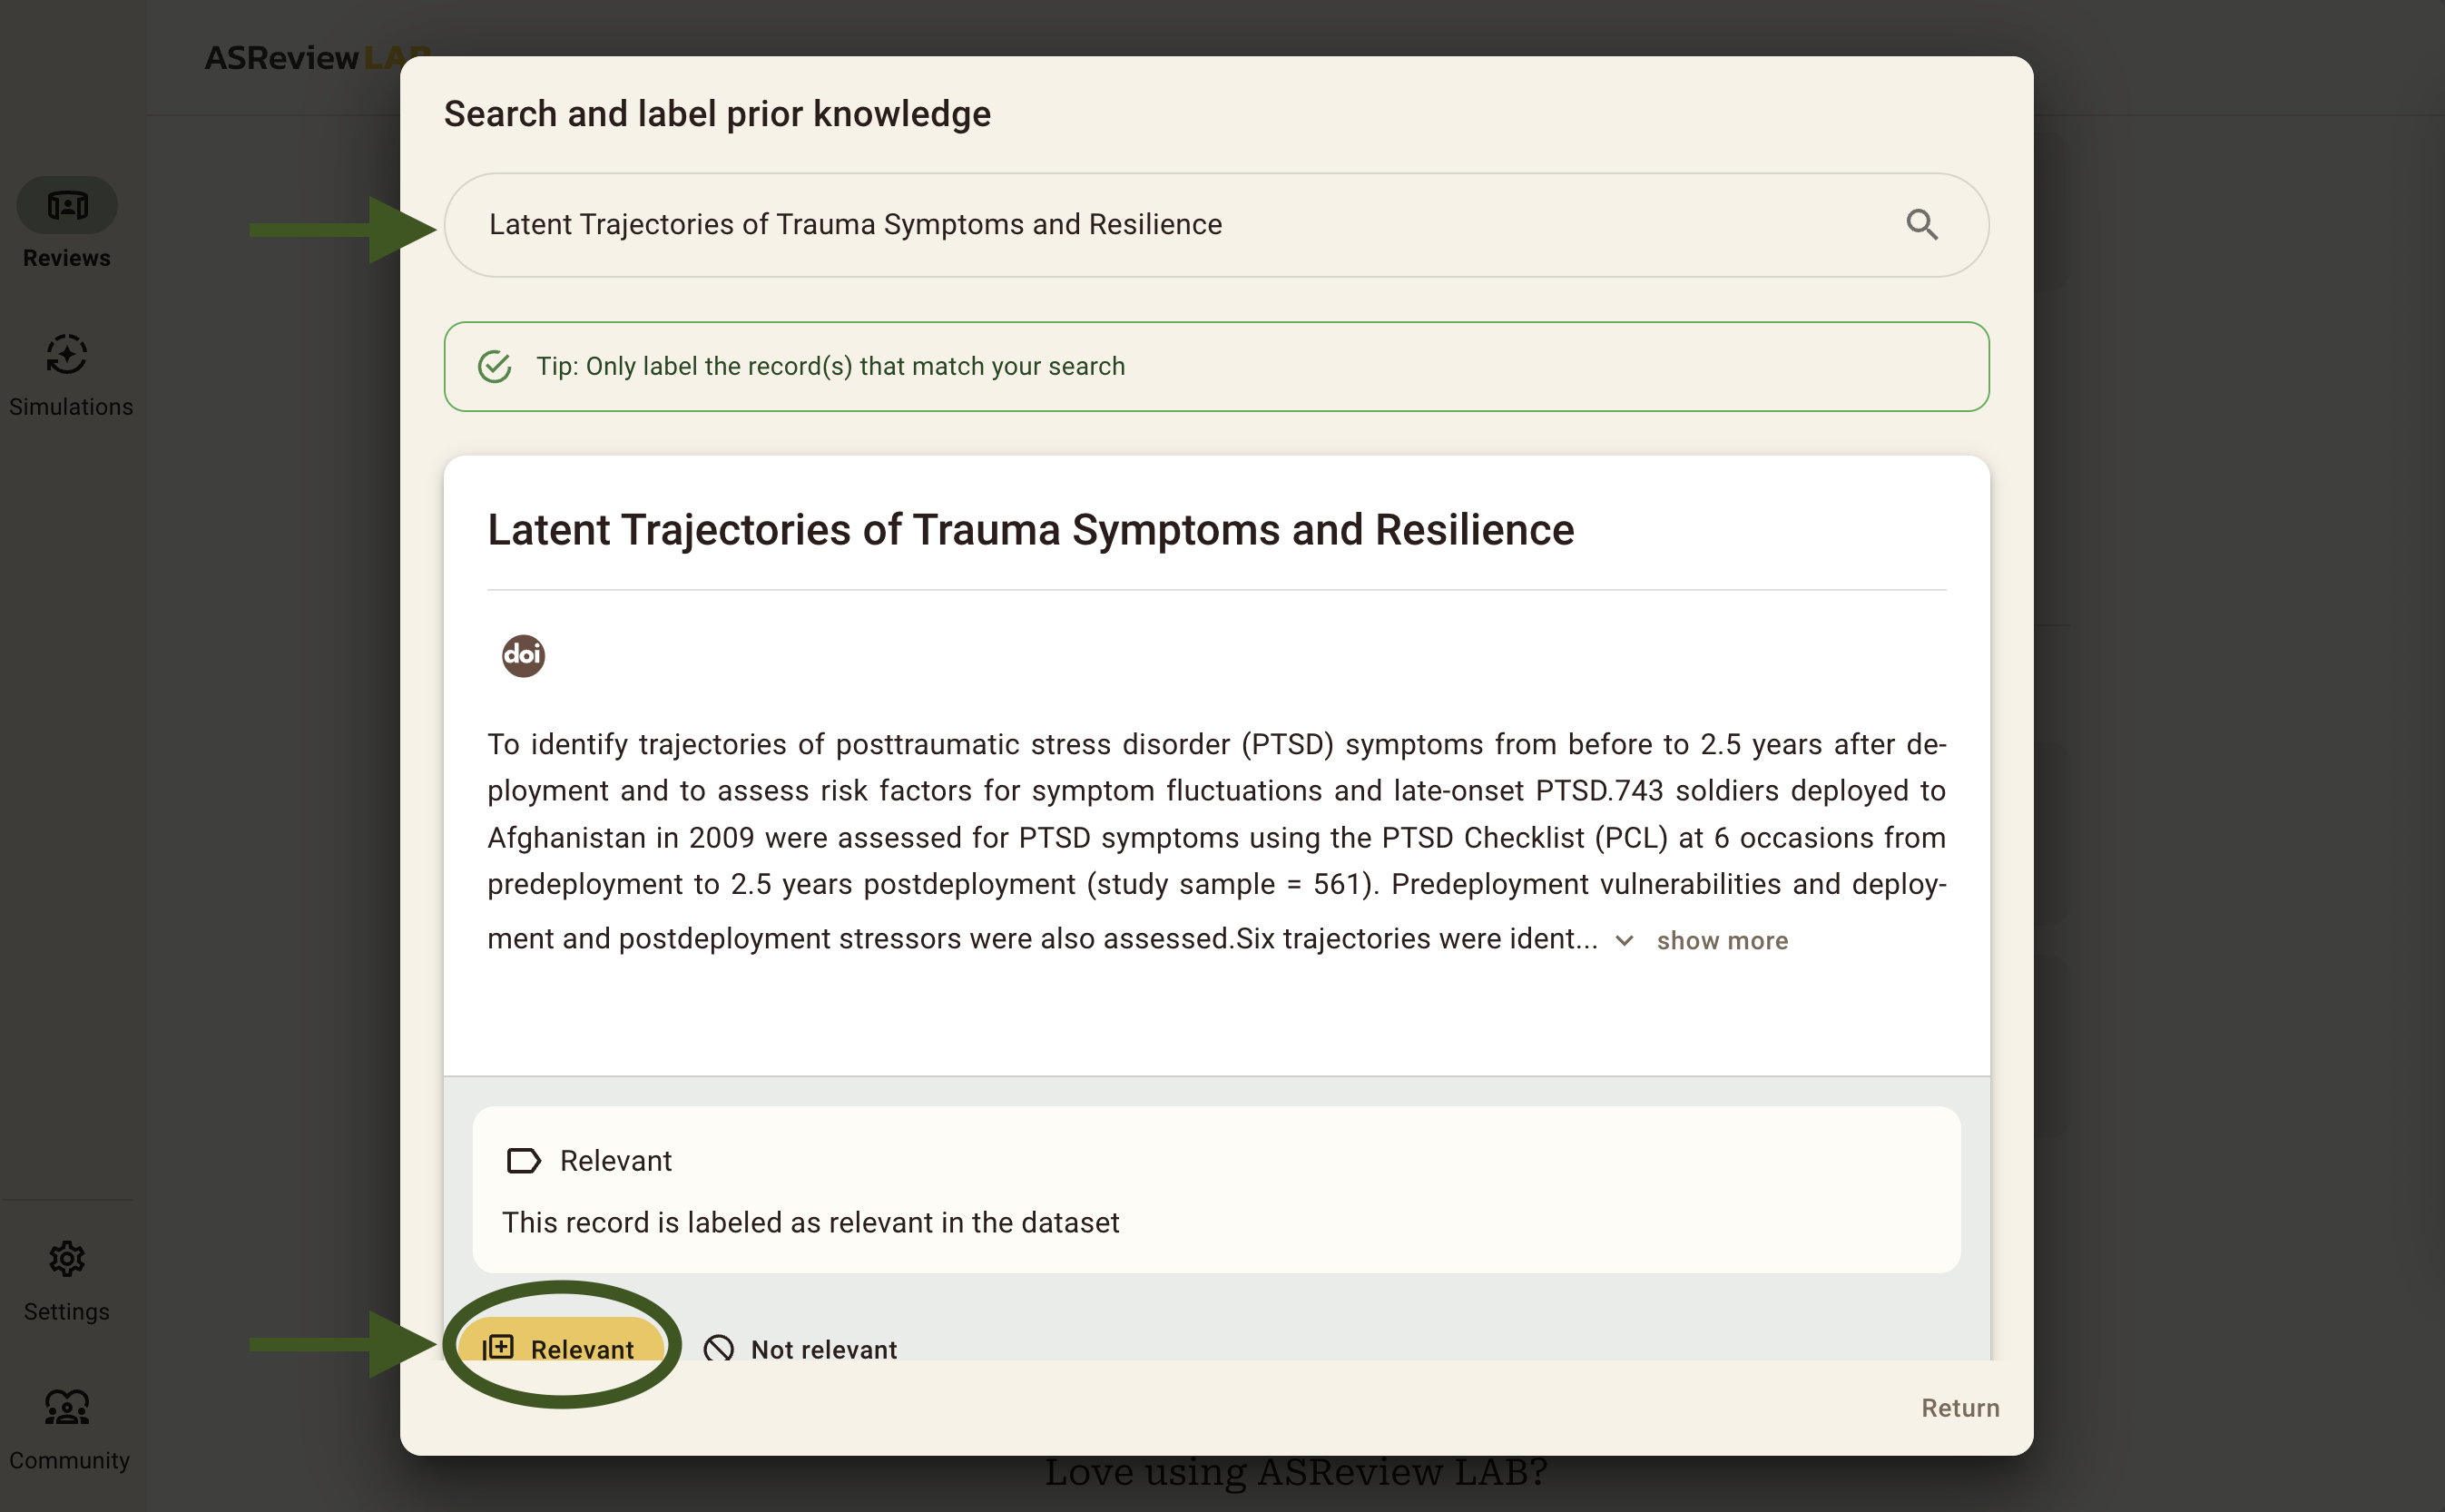 ASReview LAB
Search and label prior knowledge
Latent Trajectories of Trauma Symptoms and Resilience
Reviews
Tip: Only label the record(s) that match your search
Simulations
Latent Trajectories of Trauma Symptoms and Resilience
doi
To identify trajectories of posttraumatic stress disorder (PTSD) symptoms from before to 2.5 years after de-
ployment and to assess risk factors for symptom fluctuations and late-onset PTSD.743 soldiers deployed to
Afghanistan in 2009 were assessed for PTSD symptoms using the PTSD Checklist (PCL) at 6 occasions from
predeployment to 2.5 years postdeployment (study sample = 561). Predeployment vulnerabilities and deploy-
ment and postdeployment stressors were also assessed.Six trajectories were ident... show more
Relevant
This record is labeled as relevant in the dataset
Settings
Relevant Not relevant
Return
Community
Love using ASReview LAB?